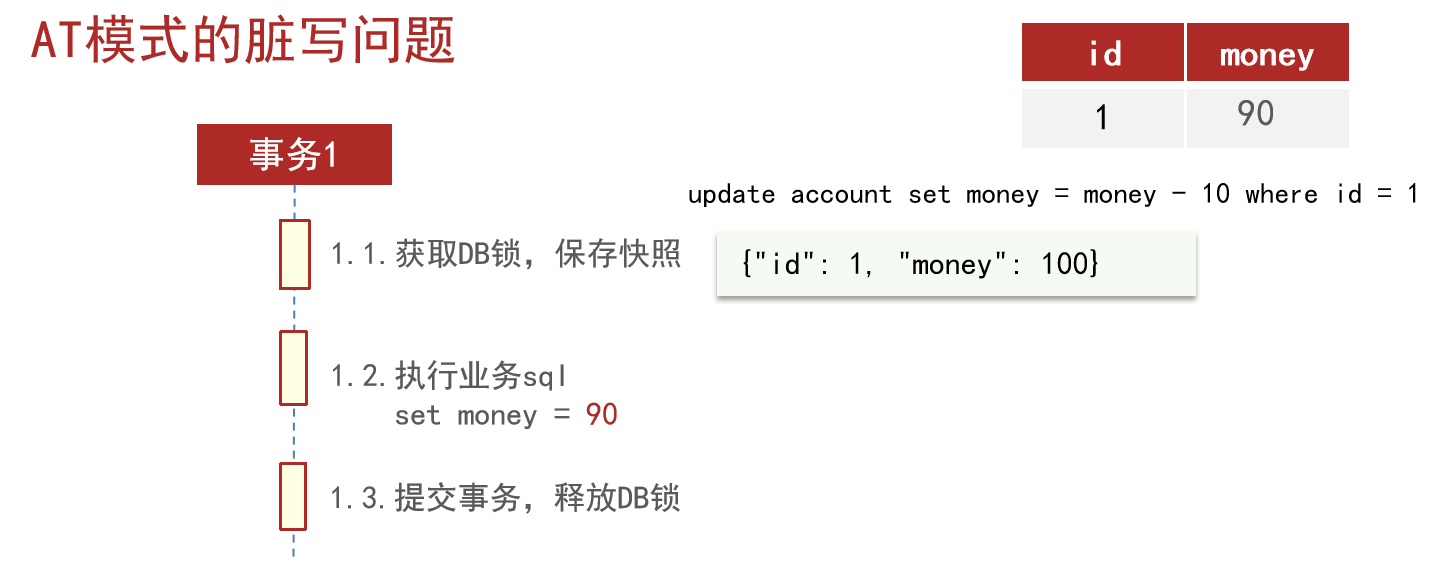 AT模式的脏写问题
id money
1 90
事务1
update account set money = money - 10 where id = 1
1.1.获取DB锁，保存快照
{"id": 1, "money": 100}
1.2.执行业务sql
set money = 90
1.3.提交事务，释放DB锁